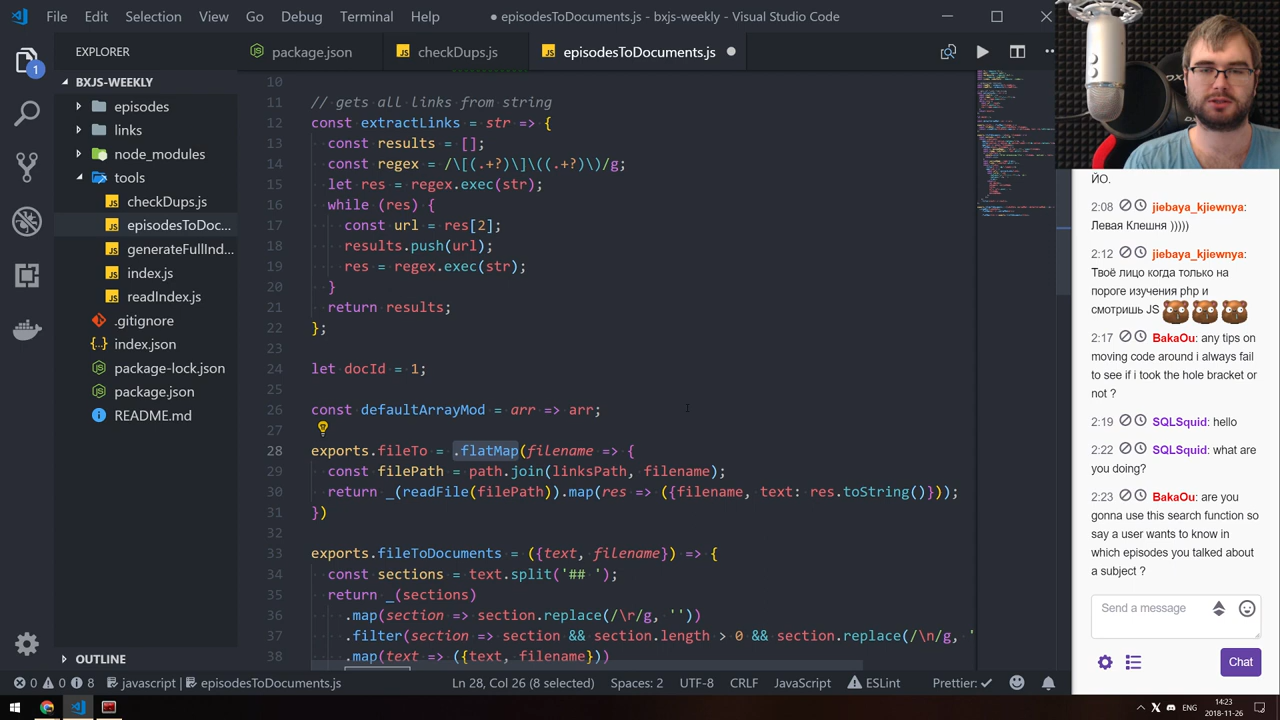 File Edit Selection View Go Debug Terminal Help
● episodesToDocuments.js - bxjs-weekly - Visual Studio Code
EXPLORER
BXJS-WEEKLY
episodes
links
node_modules
tools
checkDups.js
episodesToDoc...
generateFullInd...
index.js
readIndex.js
.gitignore
index.json
package-lock.json
package.json
README.md
OUTLINE
package.json checkDups.js episodesToDocuments.js
10
11 // gets all links from string
12 const extractLinks = str => {
13 const results = [];
14 const regex = /\[(.+?)\]\((.+?)\)/g;
15 let res = regex.exec(str);
16 while (res) {
17 const url = res[2];
18 results.push(url);
19 res = regex.exec(str);
20 }
21 return results;
22 };
23
24 let docId = 1;
25
26 const defaultArrayMod = arr => arr;
27
28 exports.fileTo = .flatMap(filename => {
29 const filePath = path.join(linksPath, filename);
30 return _(readFile(filePath)).map(res => ({filename, text: res.toString()}));
31 })
32
33 exports.fileToDocuments = ({text, filename}) => {
34 const sections = text.split('## ');
35 return _(sections)
36 .map(section => section.replace(/\r/g, ''))
37 .filter(section => section && section.length > 0 && section.replace(/\n/g, '
38 .map(text => ({text, filename}))
0 0 8 javascript episodesToDocuments.js Ln 28, Col 26 (8 selected) Spaces: 2 UTF-8 CRLF JavaScript ESLint Prettier: ✓
ЙО.
2:08 jiebaya_kjiewnya:
Левая Клешня )))))
2:12 jiebaya_kjiewnya:
Твоё лицо когда только на
пороге изучения php и
смотришь JS
2:17 BakaOu: any tips on
moving code around i always fail
to see if i took the hole bracket or
not ?
2:19 SQLSquid: hello
2:22 SQLSquid: what are
you doing?
2:23 BakaOu: are you
gonna use this search function so
say a user wants to know in
which episodes you talked about
a subject ?
Send a message
Chat
ENG
14:23
2018-11-26